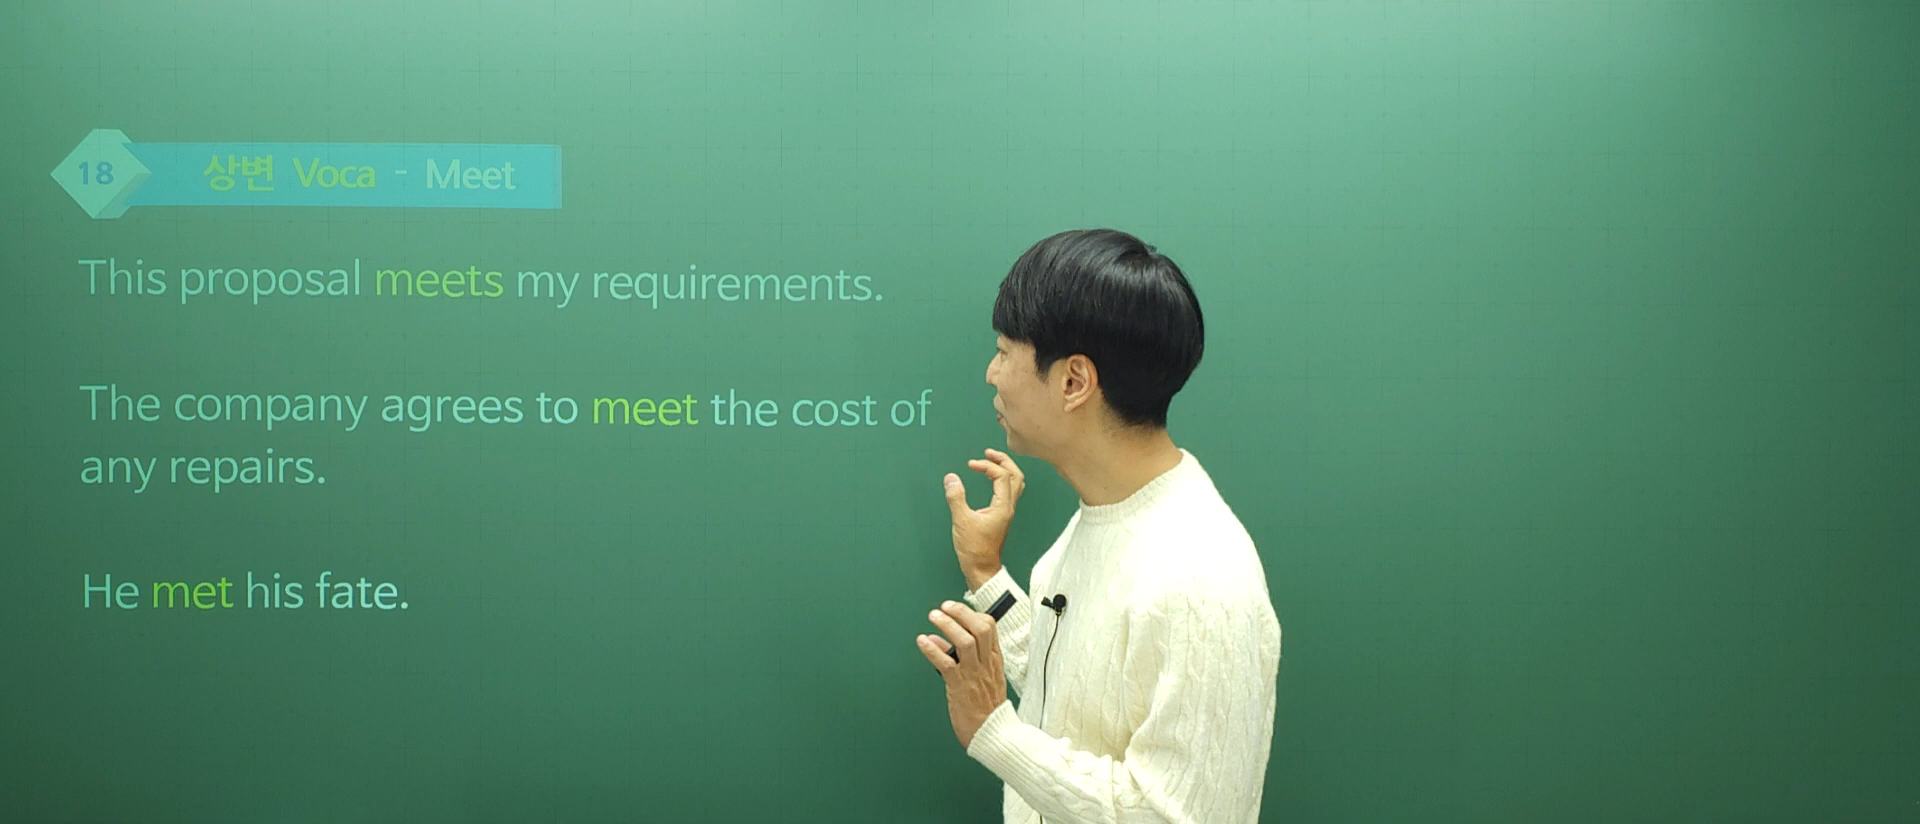 18 상변 Voca - Meet
This proposal meets my requirements.
The company agrees to meet the cost of
any repairs.
He met his fate.